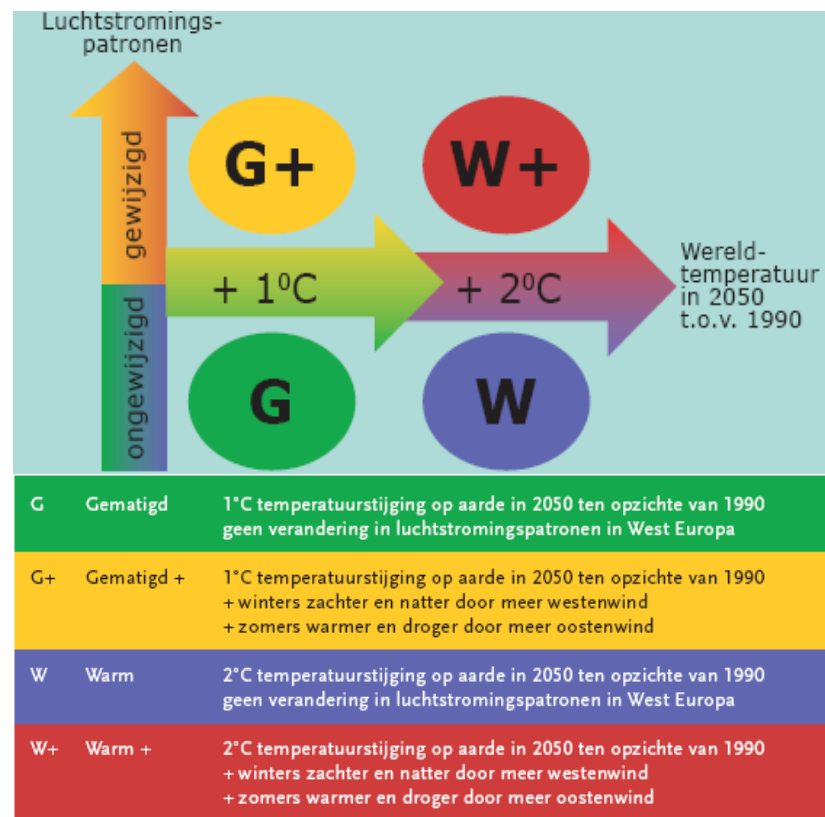 Luchtstromings-
patronen
gewijzigd
ongewijzigd
G+
W+
+ 1⁰C
+ 2⁰C
Wereld-
temperatuur
in 2050
t.o.v. 1990
G
W
G Gematigd 1°C temperatuurstijging op aarde in 2050 ten opzichte van 1990
geen verandering in luchtstromingspatronen in West Europa
G+ Gematigd + 1°C temperatuurstijging op aarde in 2050 ten opzichte van 1990
+ winters zachter en natter door meer westenwind
+ zomers warmer en droger door meer oostenwind
W Warm 2°C temperatuurstijging op aarde in 2050 ten opzichte van 1990
geen verandering in luchtstromingspatronen in West Europa
W+ Warm + 2°C temperatuurstijging op aarde in 2050 ten opzichte van 1990
+ winters zachter en natter door meer westenwind
+ zomers warmer en droger door meer oostenwind